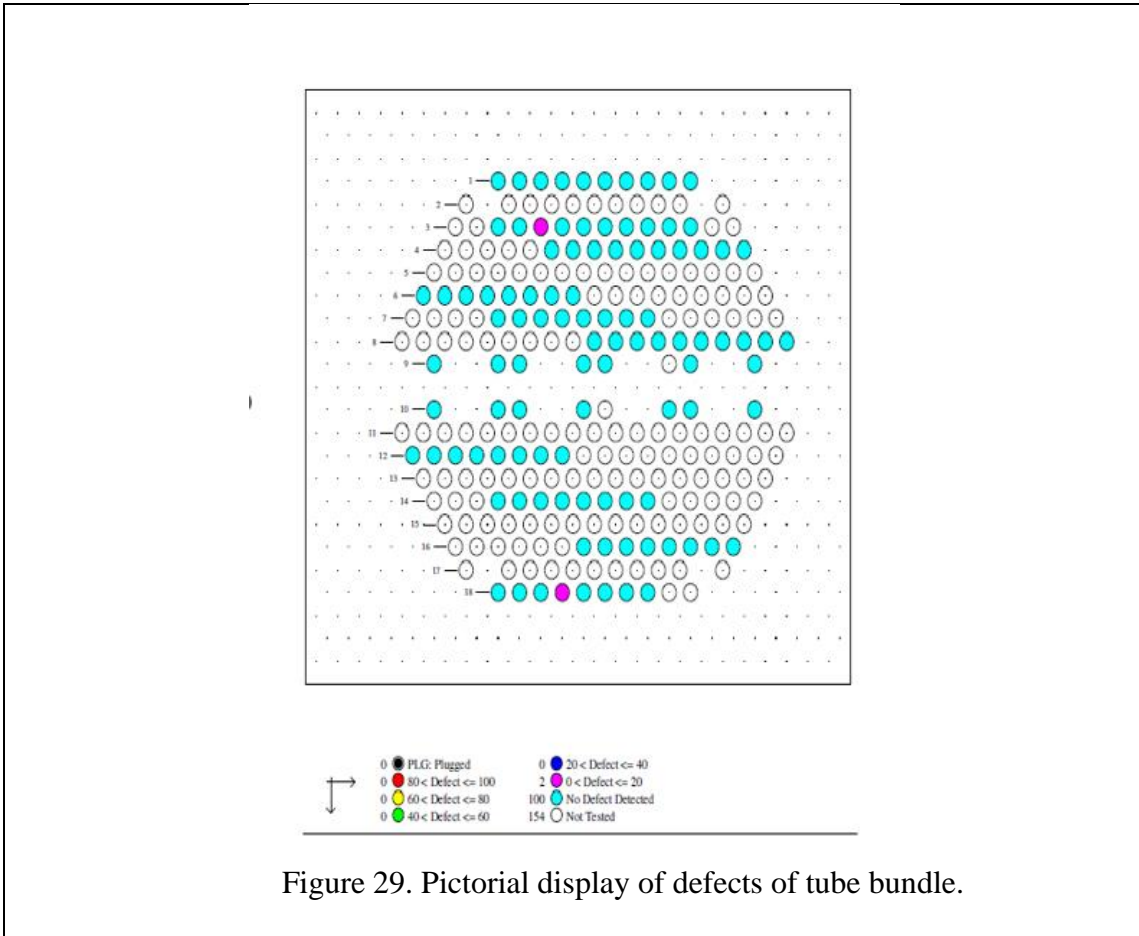 1
2
3
4
5
6
7
8
9
10
11
12
13
14
15
16
17
18
0 PLG: Plugged
0 80 < Defect <= 100
0 60 < Defect <= 80
0 40 < Defect <= 60
0 20 < Defect <= 40
2 0 < Defect <= 20
100 No Defect Detected
154 Not Tested
Figure 29. Pictorial display of defects of tube bundle.